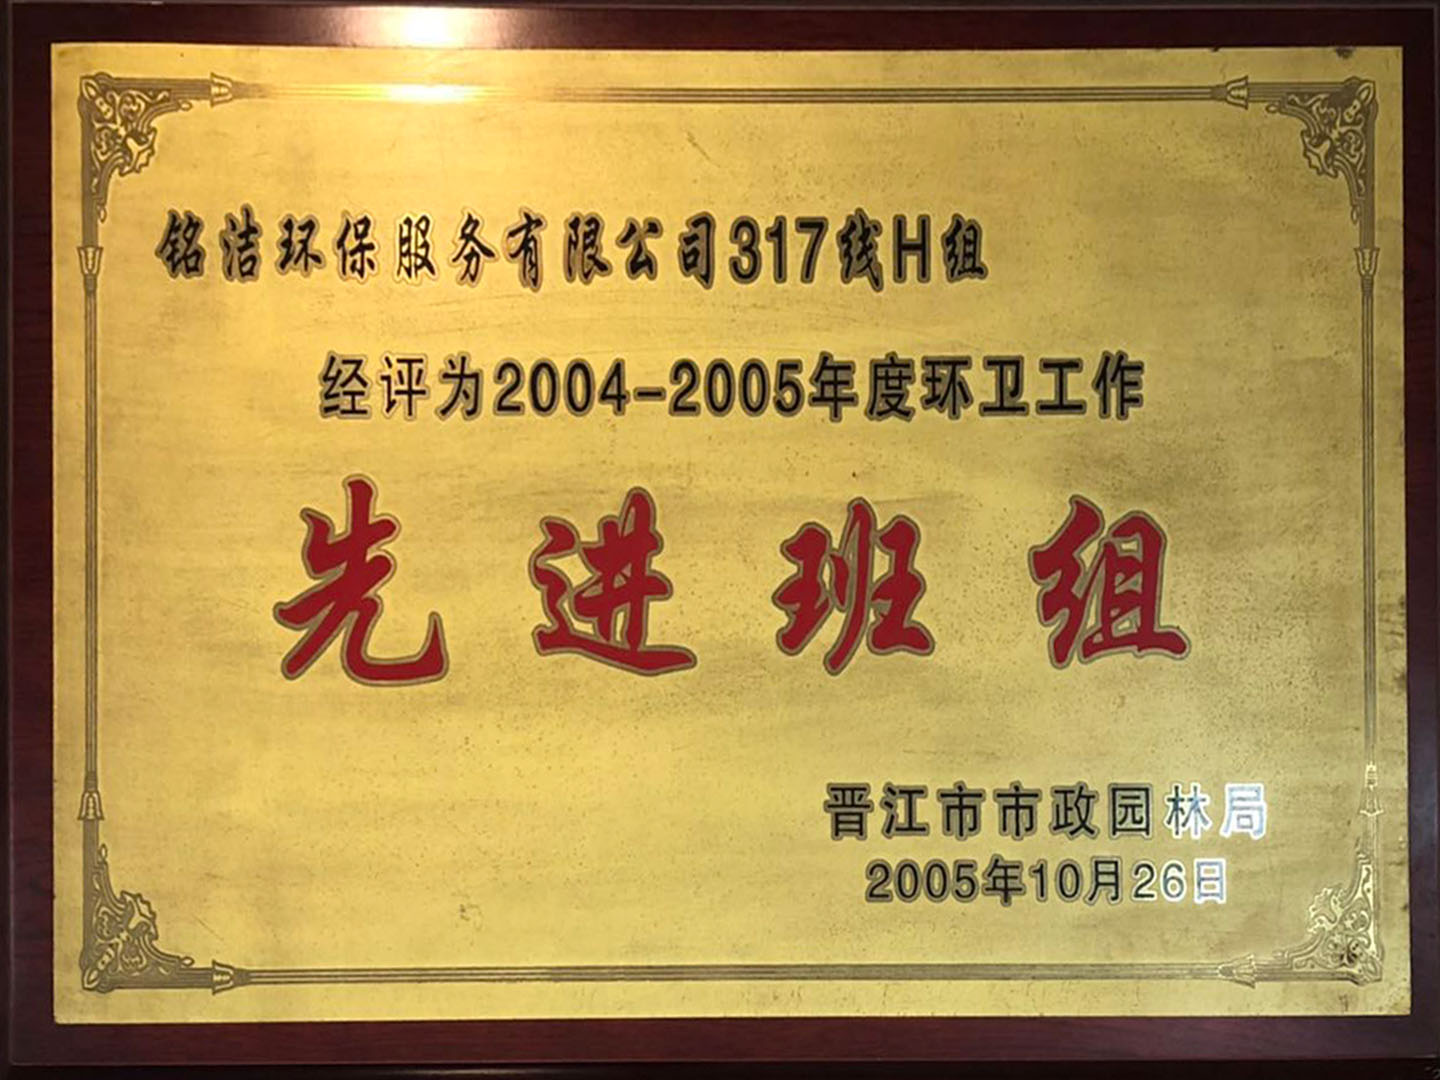 铭洁环保服务有限公司317线H组
经评为2004-2005年度环卫工作
先进班组
晋江市市政园林局
2005年10月26日